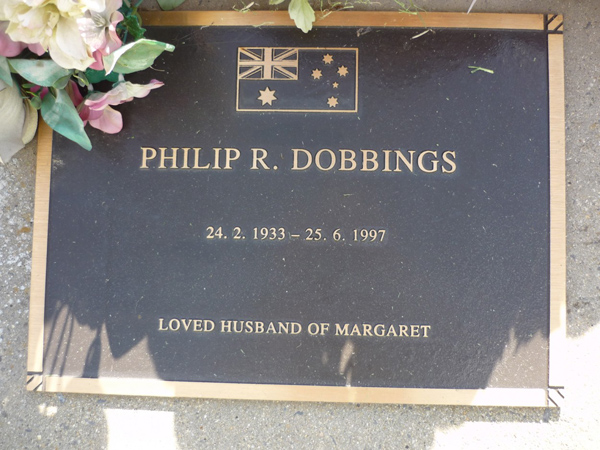 PHILIP R. DOBBINGS
24. 2. 1933 – 25. 6. 1997
LOVED HUSBAND OF MARGARET